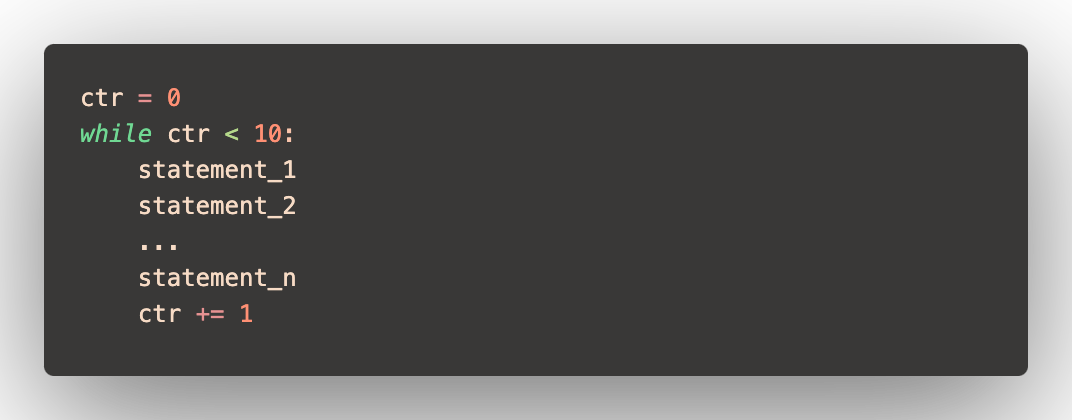 ctr = 0
while ctr < 10:
    statement_1
    statement_2
    ...
    statement_n
    ctr += 1